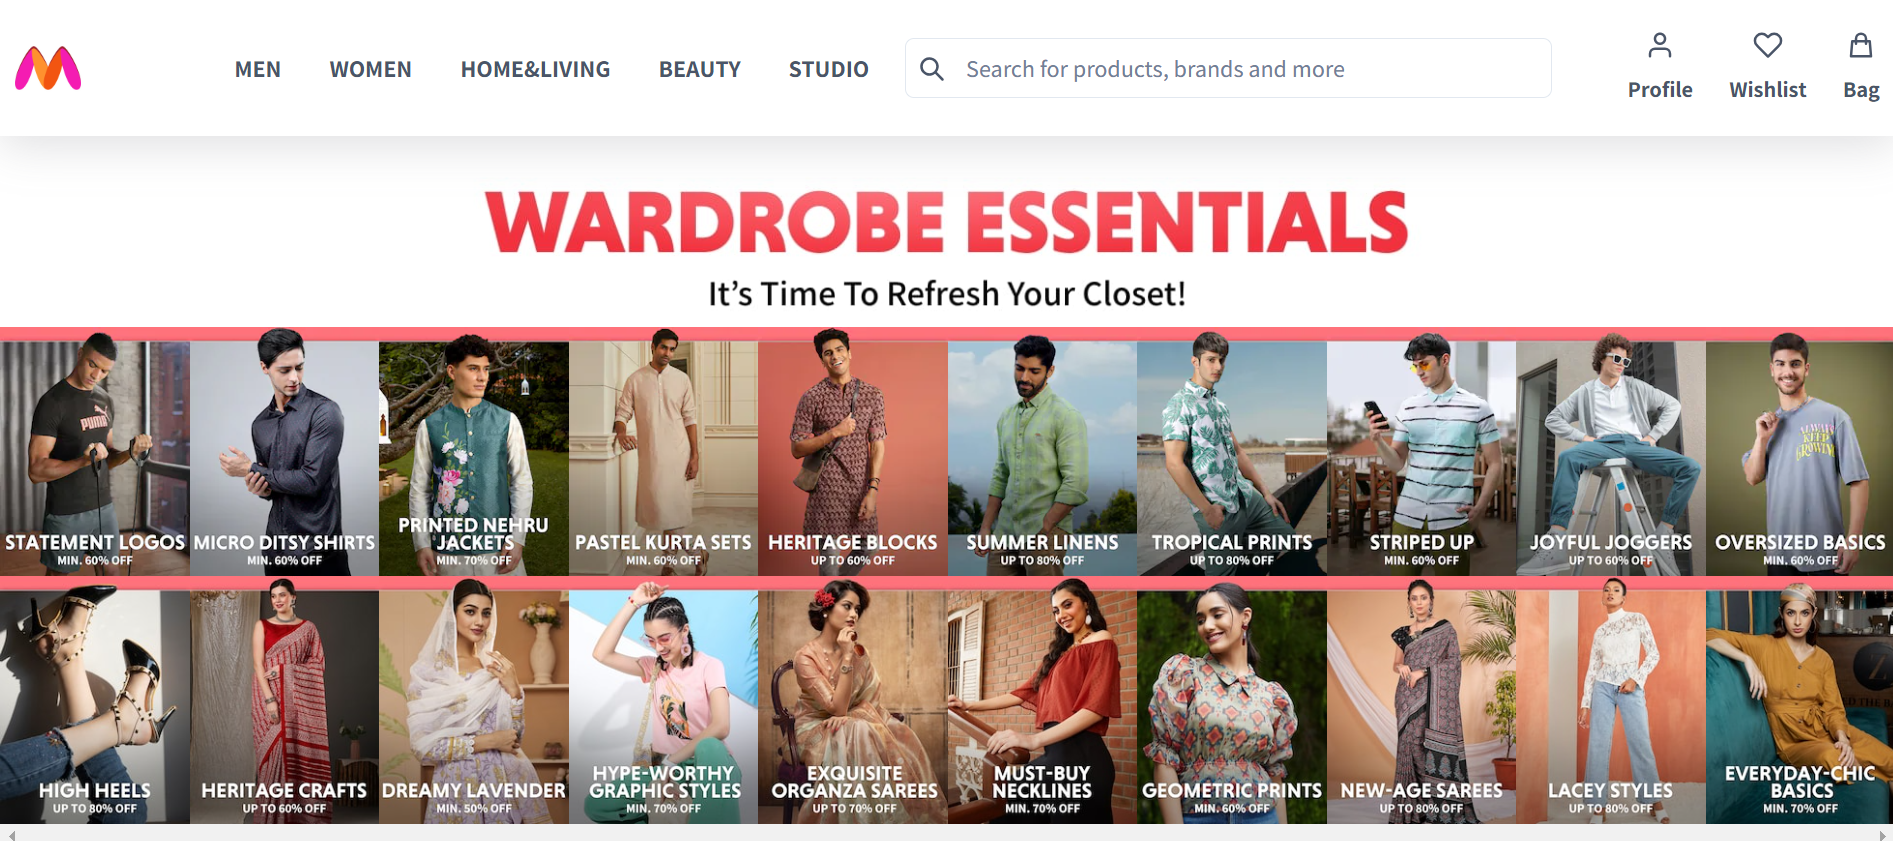 MEN WOMEN HOME&LIVING BEAUTY STUDIO
Search for products, brands and more
Profile Wishlist Bag
WARDROBE ESSENTIALS
It's Time To Refresh Your Closet!
PUMA
KEEP
GROWING
STATEMENT LOGOS
MIN. 60% OFF
MICRO DITSY SHIRTS
MIN. 60% OFF
PRINTED NEHRU
JACKETS
MIN. 70% OFF
PASTEL KURTA SETS
MIN. 60% OFF
HERITAGE BLOCKS
UP TO 60% OFF
SUMMER LINENS
UP TO 80% OFF
TROPICAL PRINTS
UP TO 80% OFF
STRIPED UP
MIN. 60% OFF
JOYFUL JOGGERS
UP TO 60% OFF
OVERSIZED BASICS
MIN. 60% OFF
HIGH HEELS
UP TO 80% OFF
HERITAGE CRAFTS
UP TO 60% OFF
DREAMY LAVENDER
MIN. 50% OFF
HYPE-WORTHY
GRAPHIC STYLES
MIN. 70% OFF
EXQUISITE
ORGANZA SAREES
UP TO 70% OFF
MUST-BUY
NECKLINES
MIN. 70% OFF
GEOMETRIC PRINTS
MIN. 60% OFF
NEW-AGE SAREES
UP TO 80% OFF
LACEY STYLES
UP TO 80% OFF
EVERYDAY-CHIC
BASICS
MIN. 70% OFF